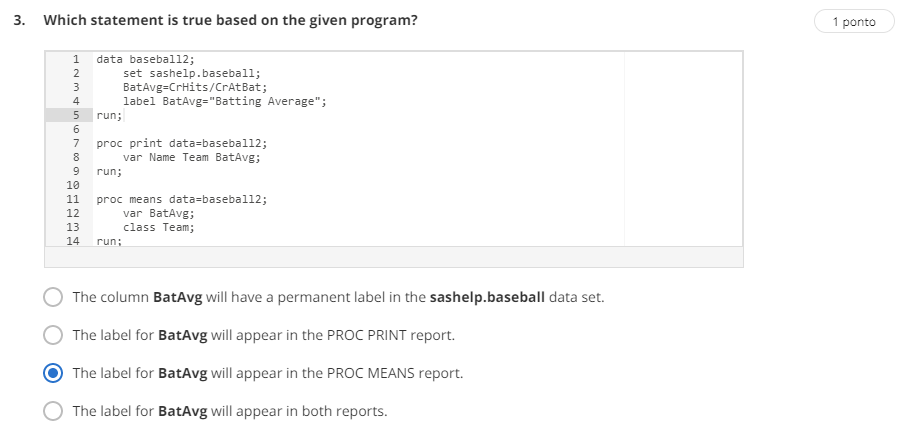 3. Which statement is true based on the given program?
1 ponto
1 data baseball2;
2 set sashelp.baseball;
3 BatAvg=CrHits/CrAtBat;
4 label BatAvg="Batting Average";
5 run;
6
7 proc print data=baseball2;
8 var Name Team BatAvg;
9 run;
10
11 proc means data=baseball2;
12 var BatAvg;
13 class Team;
14 run;
The column BatAvg will have a permanent label in the sashelp.baseball data set.
The label for BatAvg will appear in the PROC PRINT report.
The label for BatAvg will appear in the PROC MEANS report.
The label for BatAvg will appear in both reports.